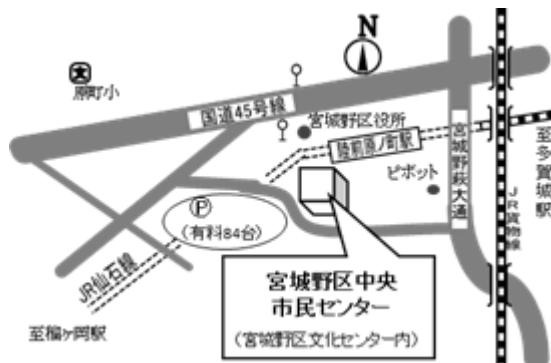 N
原町小
国道45号線
宮城野区役所
陸前原ノ町駅
宮城野萩大通
至多賀城駅
JR貨物線
ピボット
P
(有料84台)
JR仙石線
至榴ヶ岡駅
宮城野区中央
市民センター
(宮城野区文化センター内)